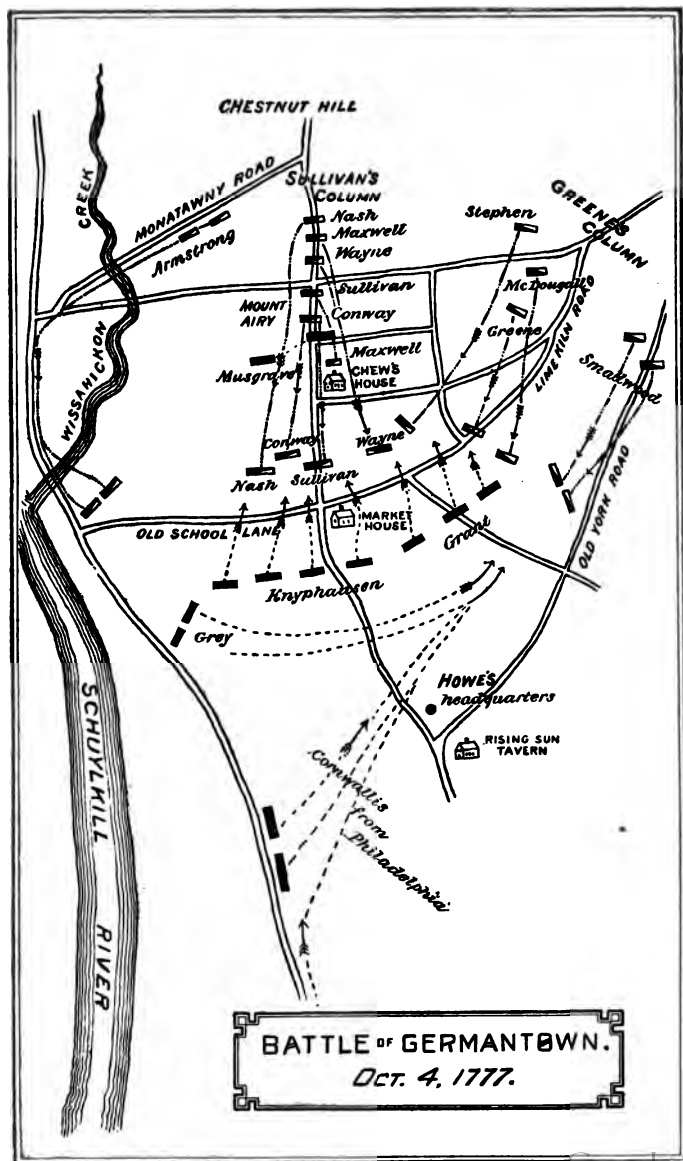 CHESTNUT HILL
CREEK
MONATAWNY ROAD
SULLIVAN'S
COLUMN
Nash
Maxwell
Wayne
Stephen
GREENE'S
COLUMN
Armstrong
Sullivan
McDougall
MOUNT
AIRY
Conway
Greene
LIME KILN ROAD
WISSAHICKON
Musgrave
Maxwell
CHEW'S
HOUSE
Smallwood
Conway
Wayne
Nash
Sullivan
OLD SCHOOL LANE
MARKET
HOUSE
Grant
OLD YORK ROAD
Knyphausen
Grey
HOWE'S
headquarters
SCHUYLKILL
RIVER
RISING SUN
TAVERN
Cornwallis
from
Philadelphia
BATTLE OF GERMANTOWN.
OCT. 4, 1777.